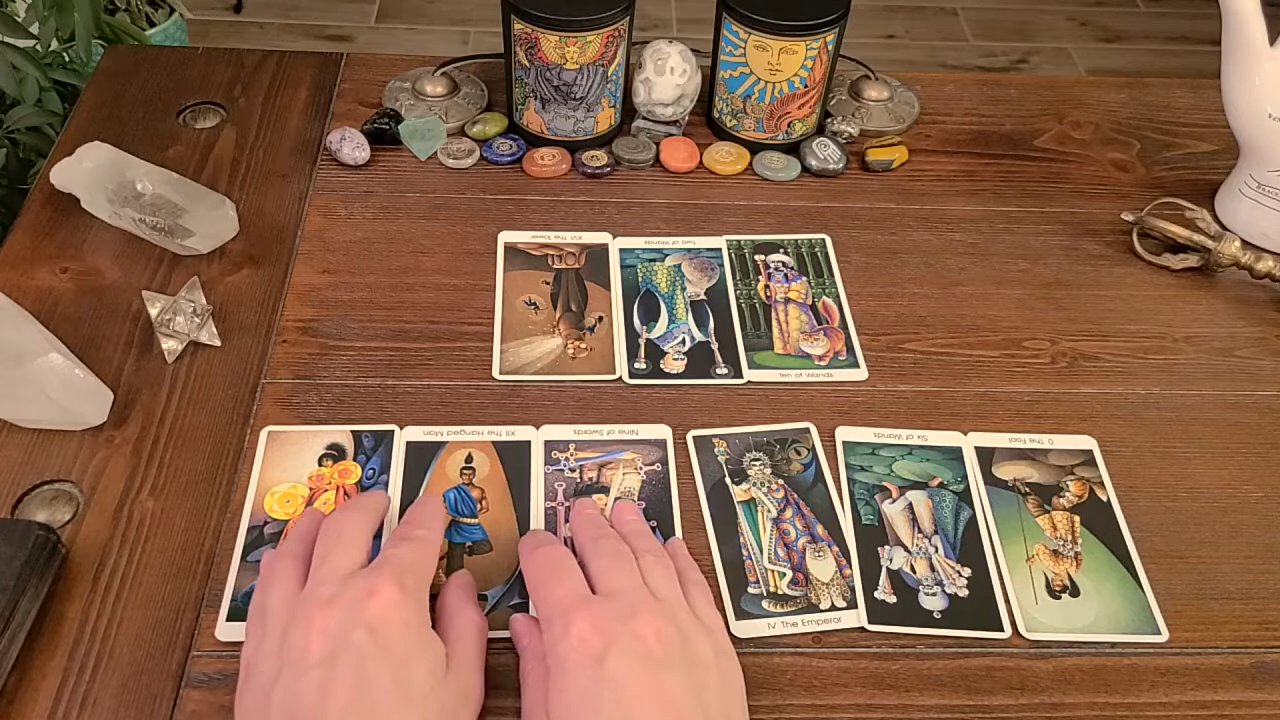 XVI The Tower
Two of Wands
Ten of Wands
XII The Hanged Man
Nine of Swords
IV The Emperor
Six of Wands
0 The Fool